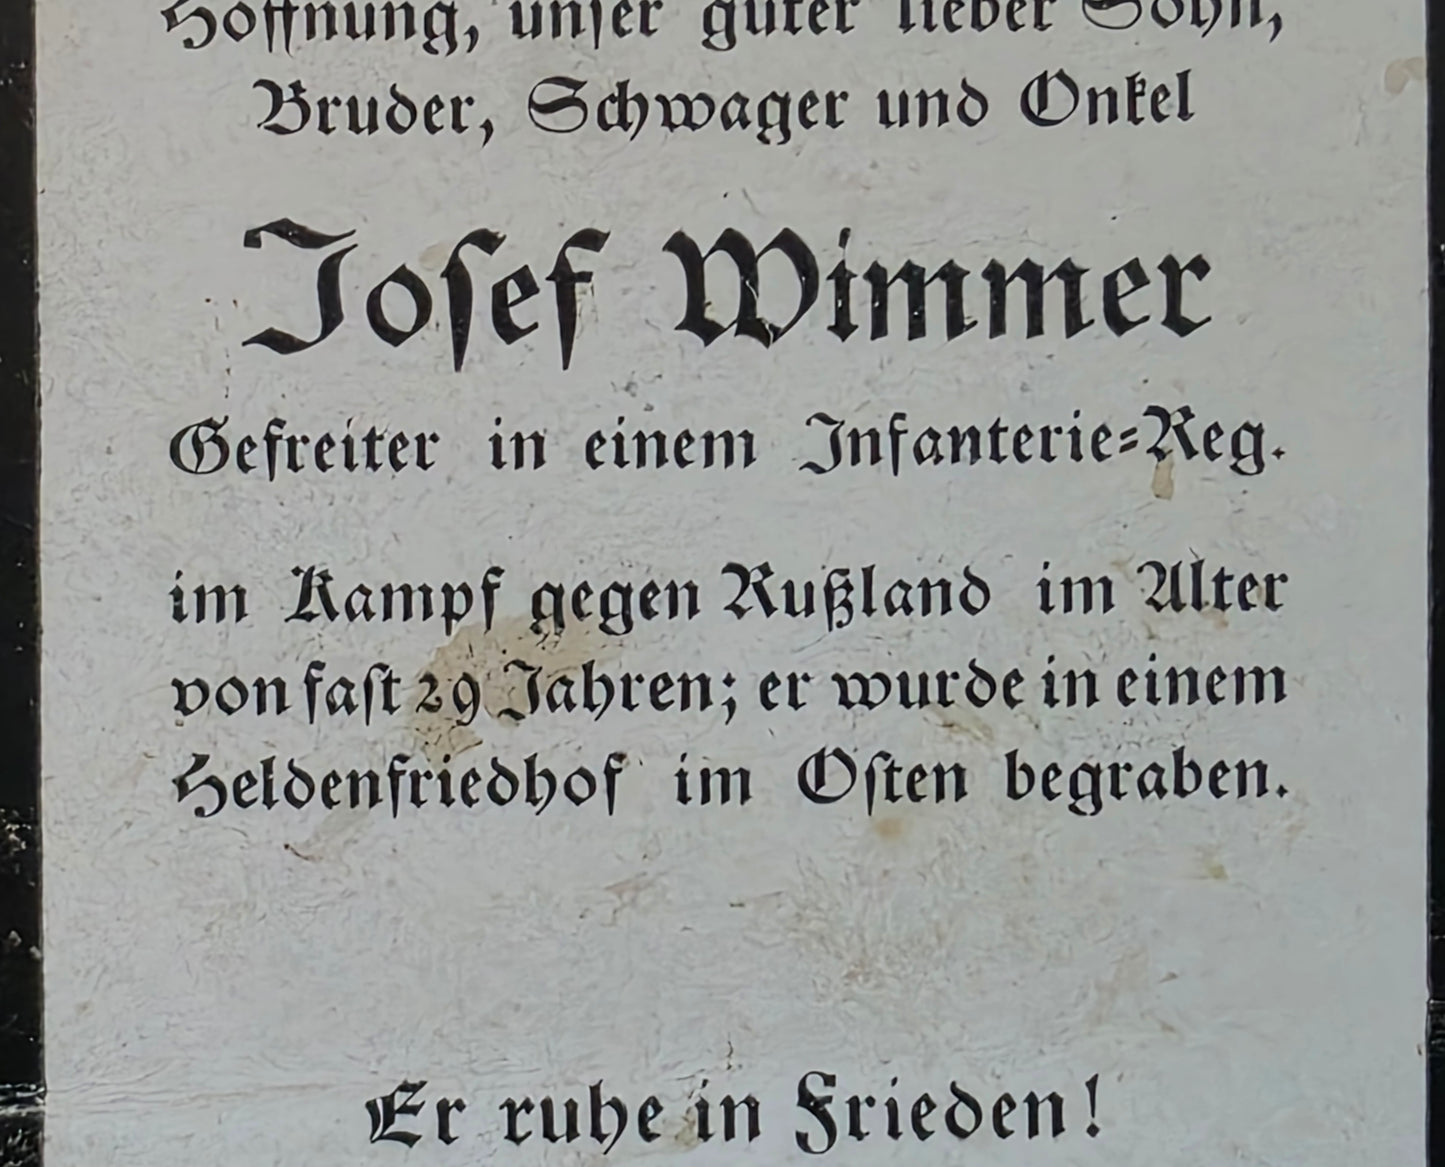 Hoffnung, unser guter lieber Sohn,
Bruder, Schwager und Onkel
Josef Wimmer
Gefreiter in einem Infanterie=Reg.
im Kampf gegen Rußland im Alter
von fast 29 Jahren; er wurde in einem
Heldenfriedhof im Osten begraben.
Er ruhe in Frieden!